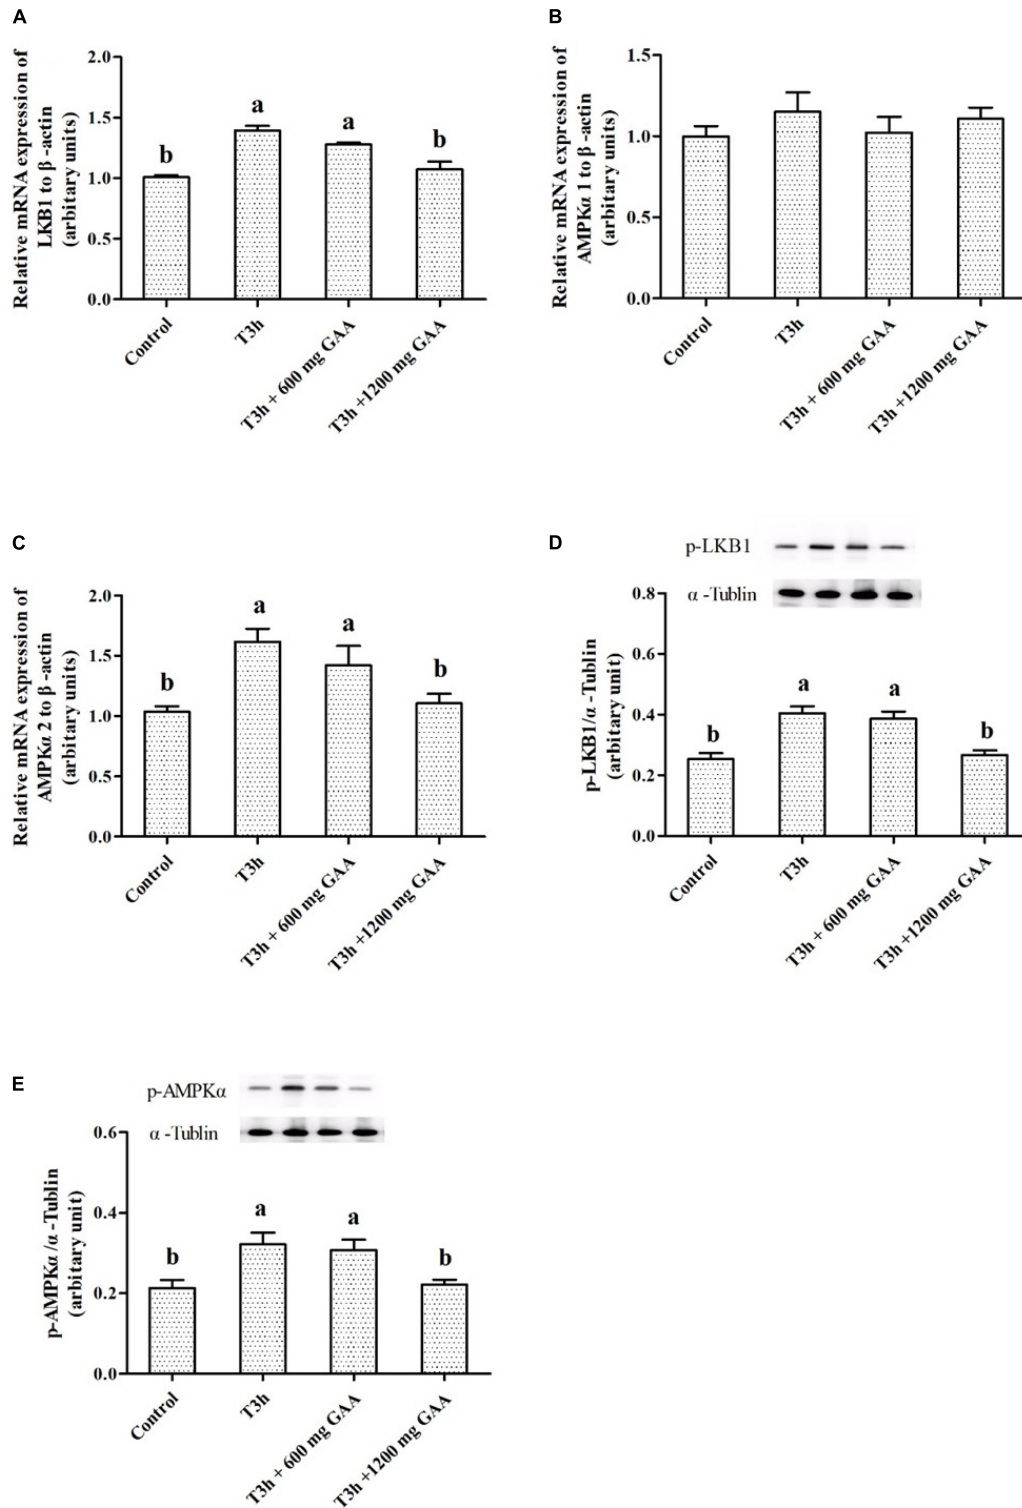 A
Relative mRNA expression of
LKB1 to β -actin
(arbitary units)
2.0
1.5
1.0
0.5
0.0
b
a
a
b
Control
T3h
T3h + 600 mg GAA
T3h +1200 mg GAA
B
Relative mRNA expression of
AMPKα 1 to β -actin
(arbitary units)
1.5
1.0
0.5
0.0
Control
T3h
T3h + 600 mg GAA
T3h +1200 mg GAA
C
Relative mRNA expression of
AMPKα 2 to β -actin
(arbitary units)
2.0
1.5
1.0
0.5
0.0
b
a
a
b
Control
T3h
T3h + 600 mg GAA
T3h +1200 mg GAA
D
p-LKB1
α -Tublin
p-LKB1/α -Tublin
(arbitary unit)
0.8
0.6
0.4
0.2
0.0
b
a
a
b
Control
T3h
T3h + 600 mg GAA
T3h +1200 mg GAA
E
p-AMPKα
α -Tublin
p-AMPKα /α -Tublin
(arbitary unit)
0.6
0.4
0.2
0.0
b
a
a
b
Control
T3h
T3h + 600 mg GAA
T3h +1200 mg GAA